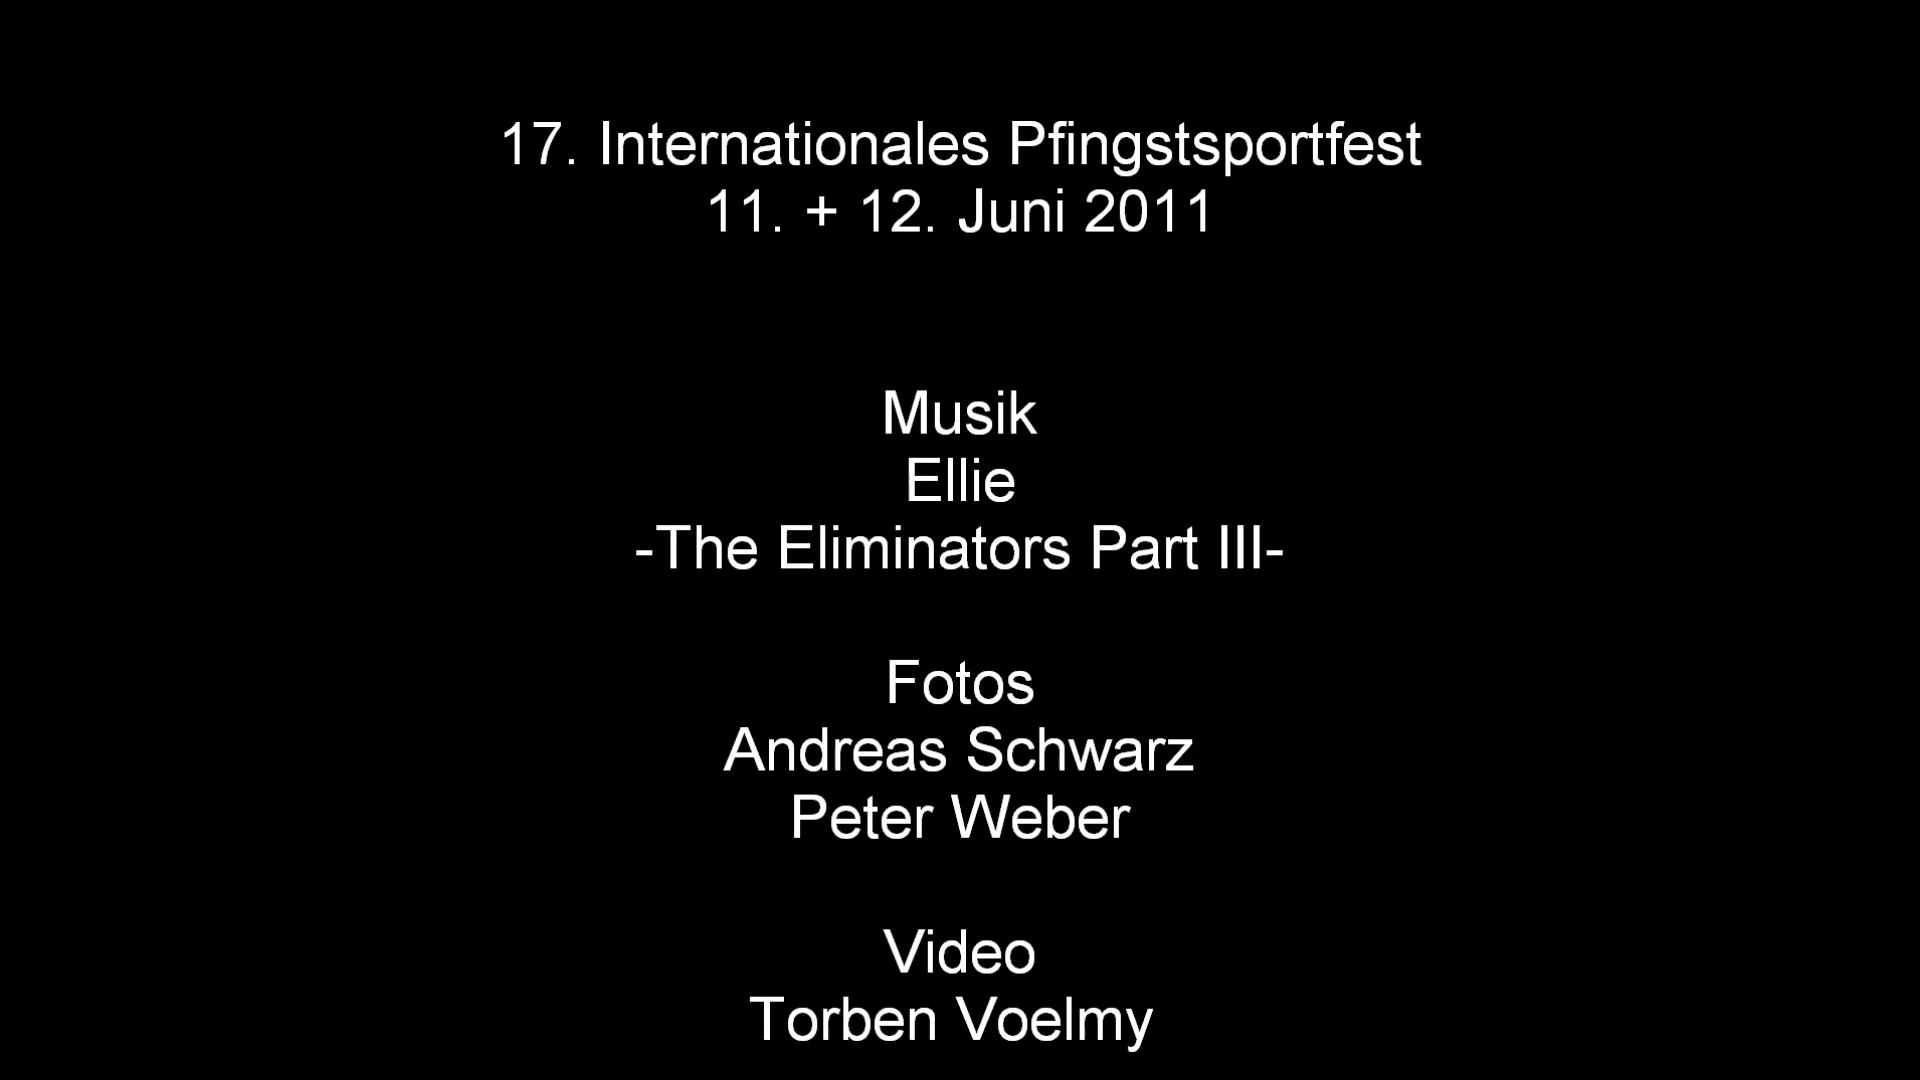 17. Internationales Pfingstsportfest
11. + 12. Juni 2011
Musik
Ellie
-The Eliminators Part III-
Fotos
Andreas Schwarz
Peter Weber
Video
Torben Voelmy